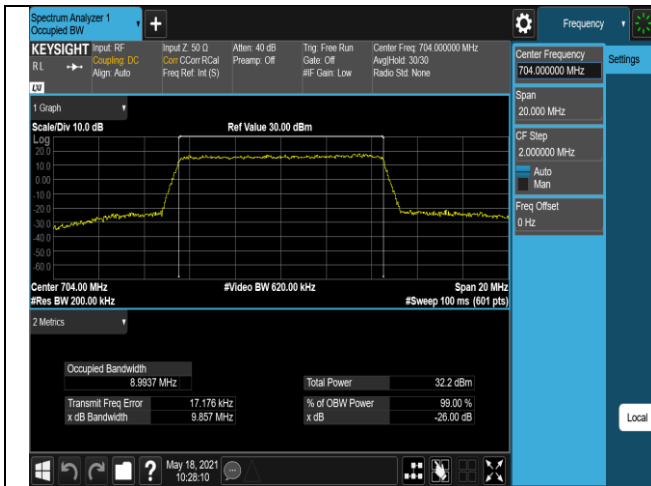 Spectrum Analyzer 1
Occupied BW
Frequency
KEYSIGHT
RL
Input: RF
Coupling: DC
Align: Auto
Input Z: 50 Ω
Corr CCorr RCal
Freq Ref: Int (S)
Atten: 40 dB
Preamp: Off
Trig: Free Run
Gate: Off
#IF Gain: Low
Center Freq: 704.000000 MHz
Avg|Hold: 30/30
Radio Std: None
LXI
Center Frequency
704.000000 MHz
Settings
Span
20.000 MHz
CF Step
2.000000 MHz
Auto
Man
Freq Offset
0 Hz
1 Graph
Scale/Div 10.0 dB
Ref Value 30.00 dBm
Log
20.0
10.0
0.00
-10.0
-20.0
-30.0
-40.0
-50.0
-60.0
Center 704.00 MHz
#Video BW 620.00 kHz
Span 20 MHz
#Res BW 200.00 kHz
#Sweep 100 ms (601 pts)
2 Metrics
Occupied Bandwidth
8.9937 MHz
Total Power
32.2 dBm
Transmit Freq Error
17.176 kHz
% of OBW Power
99.00 %
x dB Bandwidth
9.857 MHz
x dB
-26.00 dB
Local
?
May 18, 2021
10:28:10